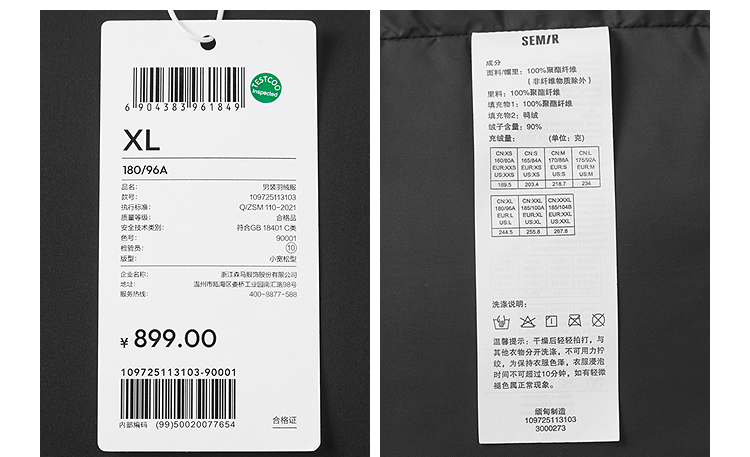 TESTCOO
Inspected
6 904383 961849
XL
180/96A
品名: 男装羽绒服
款号: 109725113103
执行标准: Q/ZSM 110-2021
质量等级: 合格品
安全技术类别: 符合GB 18401 C类
色号: 90001
检验员: 10
版型: 小宽松型
企业名称: 浙江森马服饰股份有限公司
地址: 温州市瓯海区娄桥工业园南汇路98号
服务热线: 400-8877-588
¥ 899.00
109725113103-90001
内部编码 (99)50020077654
合格证
SEMIR
成分
面料/帽里: 100%聚酯纤维
(非纤维物质除外)
里料: 100%聚酯纤维
填充物1: 100%聚酯纤维
填充物2: 鸭绒
绒子含量: 90%
充绒量: (单位: 克)
CN:XS CN:S CN:M CN:L
160/80A 165/84A 170/88A 175/92A
EUR:XXS EUR:XS EUR:S EUR:M
US:XXS US:XS US:S US:M
189.5 203.4 218.7 234
CN:XL CN:XXL CN:XXXL
180/96A 185/100A 185/104B
EUR:L EUR:XL EUR:XXL
US:L US:XL US:XXL
244.5 255.8 267.8
洗涤说明:
温馨提示: 干燥后轻轻拍打, 与
其他衣物分开洗涤, 不可用力拧
绞, 为保持衣服色泽, 衣服浸泡
时间不可超过10分钟, 如有轻微
褪色属正常现象。
缅甸制造
109725113103
3000273